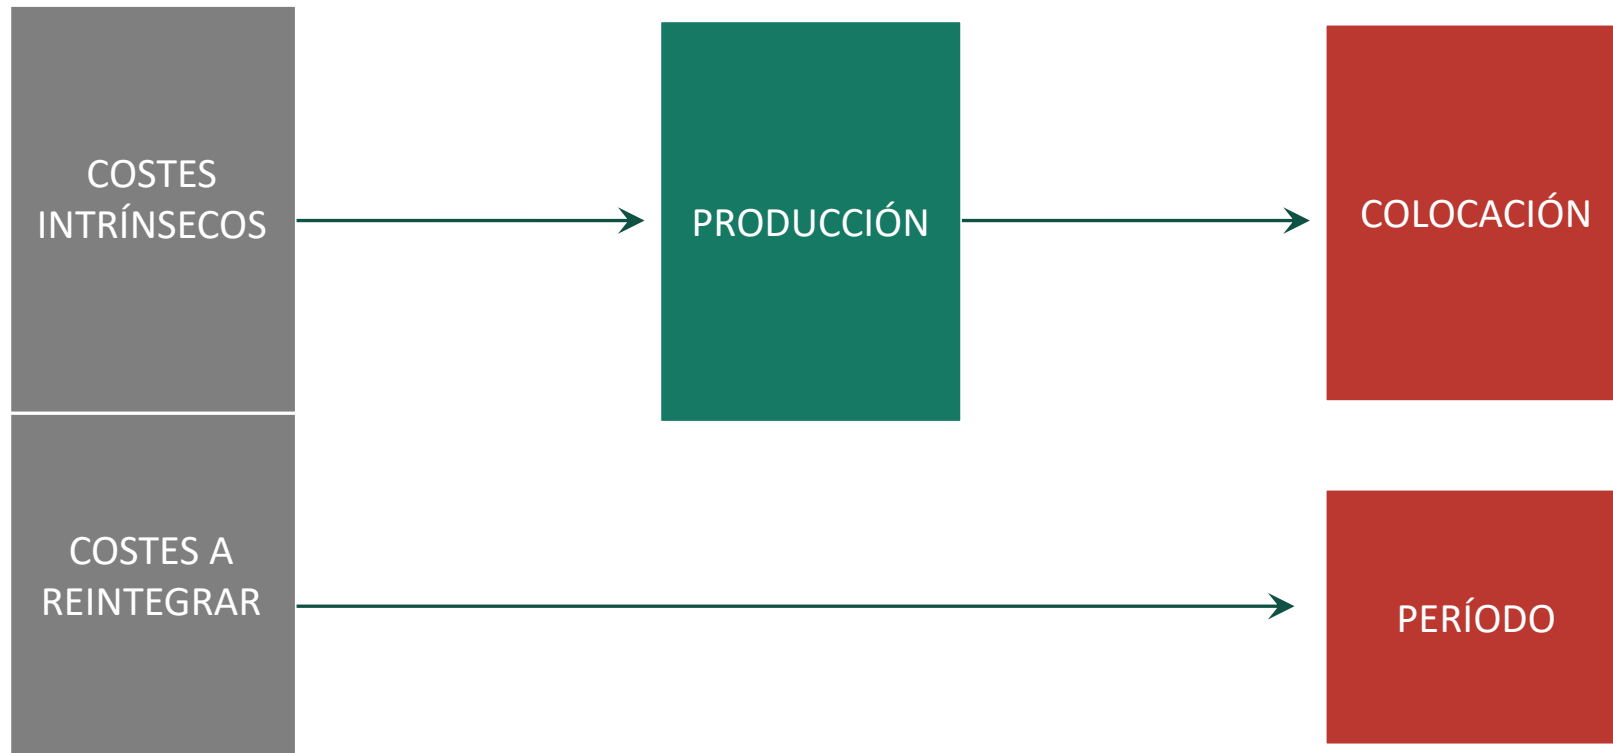 COSTES
INTRÍNSECOS
PRODUCCIÓN
COLOCACIÓN
COSTES A
REINTEGRAR
PERÍODO